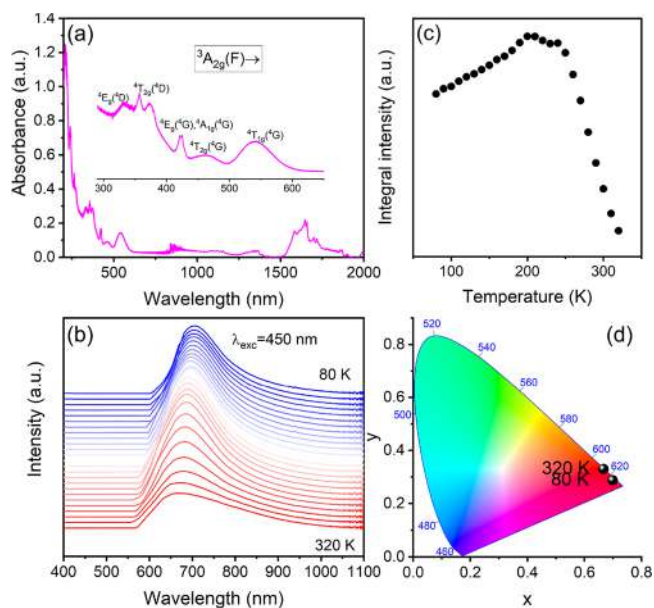 (a)
³A₂g(F)→
⁴Eg(⁴D)
⁴T₂g(⁴D)
⁴Eg(⁴G),⁴A₁g(⁴G)
⁴T₂g(⁴G)
⁴T₁g(⁴G)
300 400 500 600
1.4
1.2
1.0
0.8
0.6
0.4
0.2
0.0
Absorbance (a.u.)
500 1000 1500 2000
Wavelength (nm)
(c)
Integral intensity (a.u.)
100 150 200 250 300
Temperature (K)
(b)
λexc=450 nm
80 K
320 K
Intensity (a.u.)
400 500 600 700 800 900 1000 1100
Wavelength (nm)
(d)
0.8
0.6
0.4
0.2
0.0
y
520
540
560
580
600
620
500
480
460
320 K
80 K
0.0 0.2 0.4 0.6 0.8
x